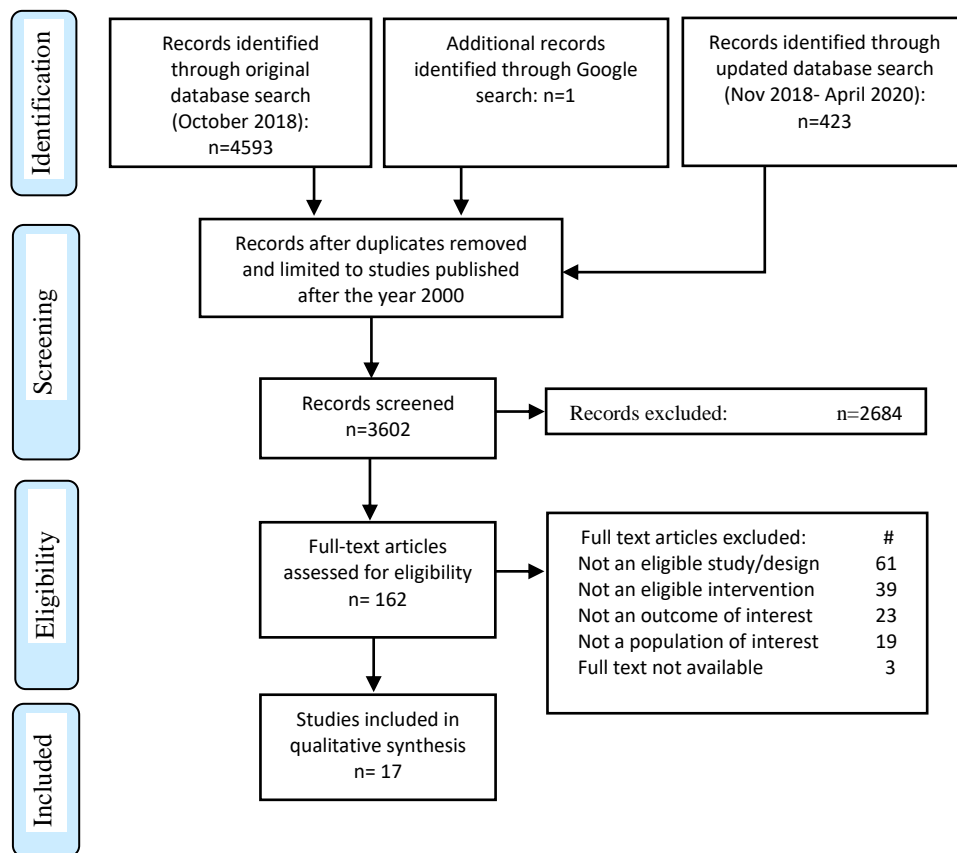 Identification
Records identified
through original
database search
(October 2018):
n=4593
Additional records
identified through Google
search: n=1
Records identified through
updated database search
(Nov 2018- April 2020):
n=423
Screening
Records after duplicates removed
and limited to studies published
after the year 2000
Records screened
n=3602
Records excluded: n=2684
Eligibility
Full-text articles
assessed for eligibility
n= 162
Full text articles excluded: #
Not an eligible study/design 61
Not an eligible intervention 39
Not an outcome of interest 23
Not a population of interest 19
Full text not available 3
Included
Studies included in
qualitative synthesis
n= 17